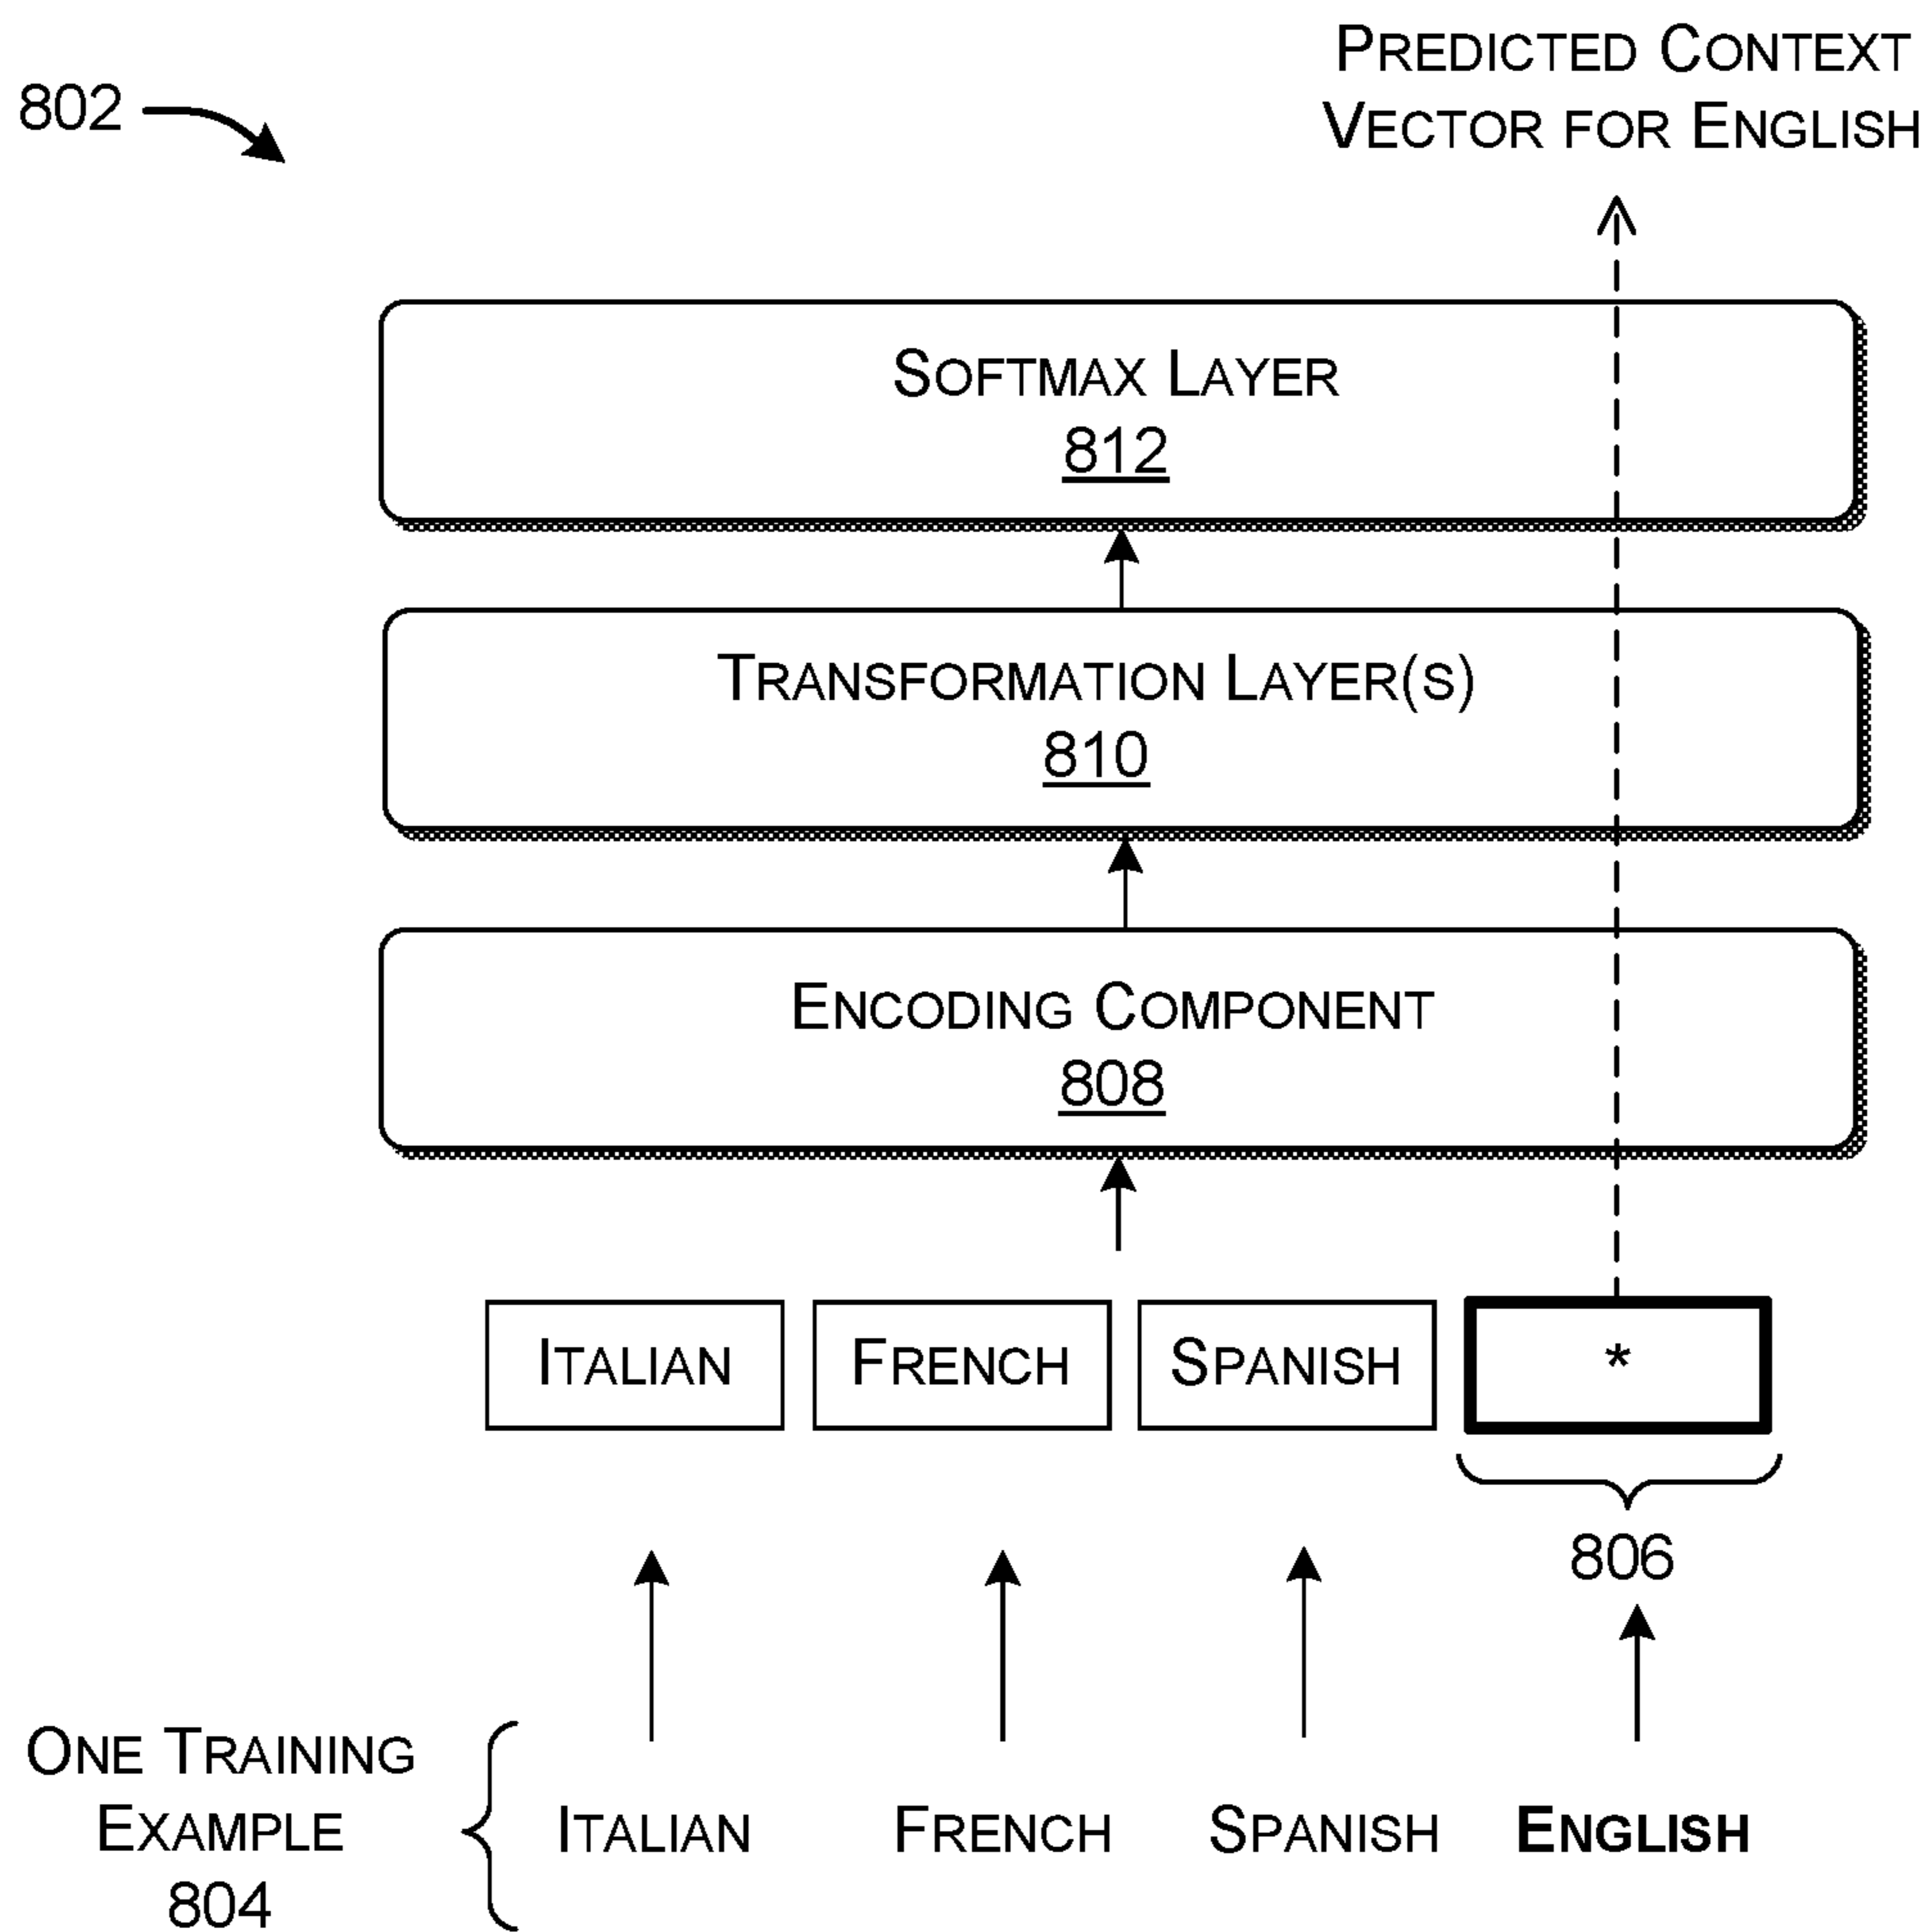 PREDICTED CONTEXT
VECTOR FOR ENGLISH
802
SOFTMAX LAYER
812
TRANSFORMATION LAYER(S)
810
ENCODING COMPONENT
808
ITALIAN FRENCH SPANISH *
806
ONE TRAINING
EXAMPLE
804
ITALIAN FRENCH SPANISH ENGLISH